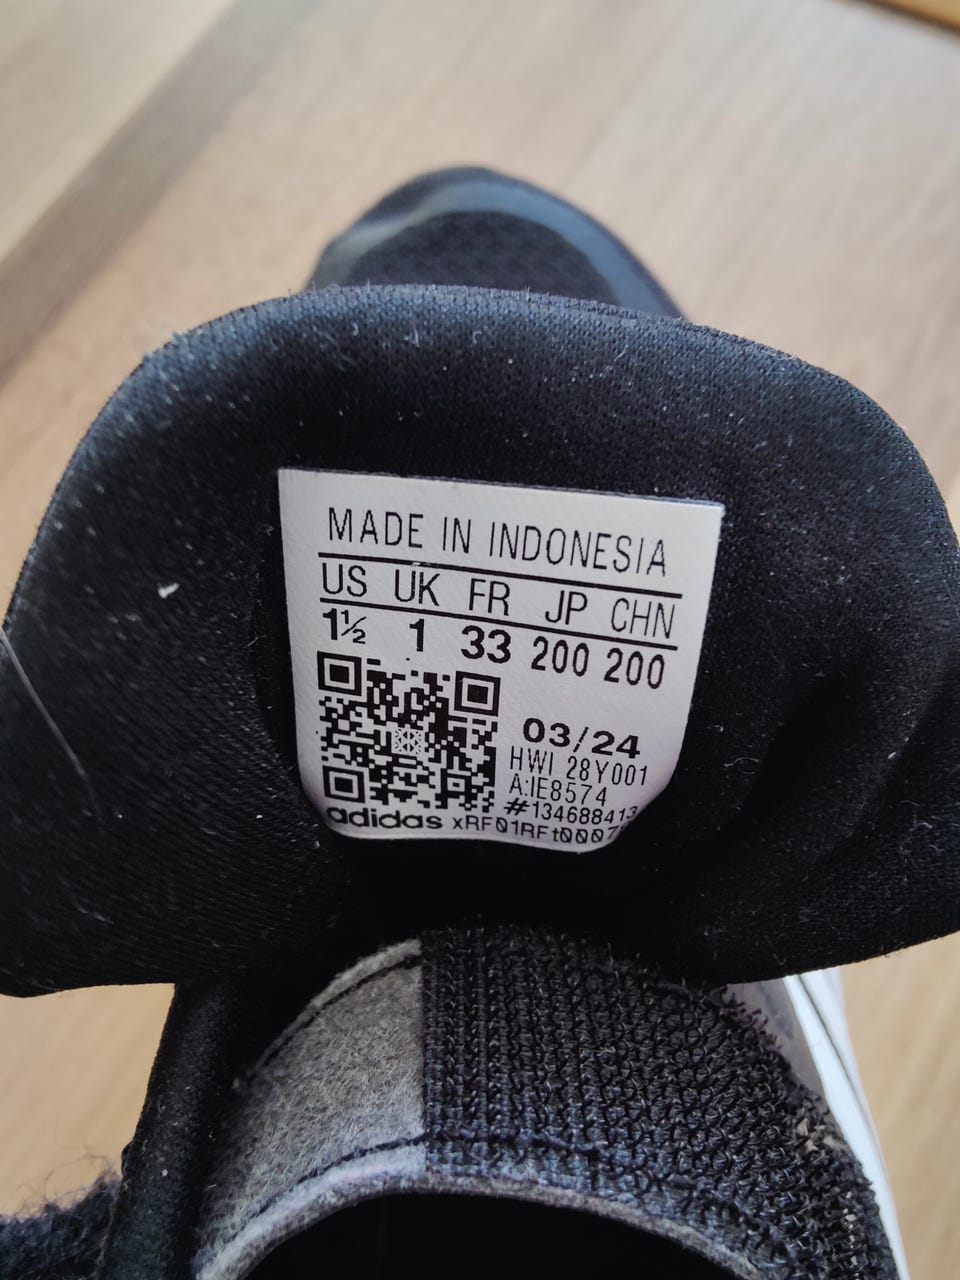 MADE IN INDONESIA
US UK FR JP CHN
1½ 1 33 200 200
03/24
HWI 28Y001
A:IE8574
#134688413
adidas